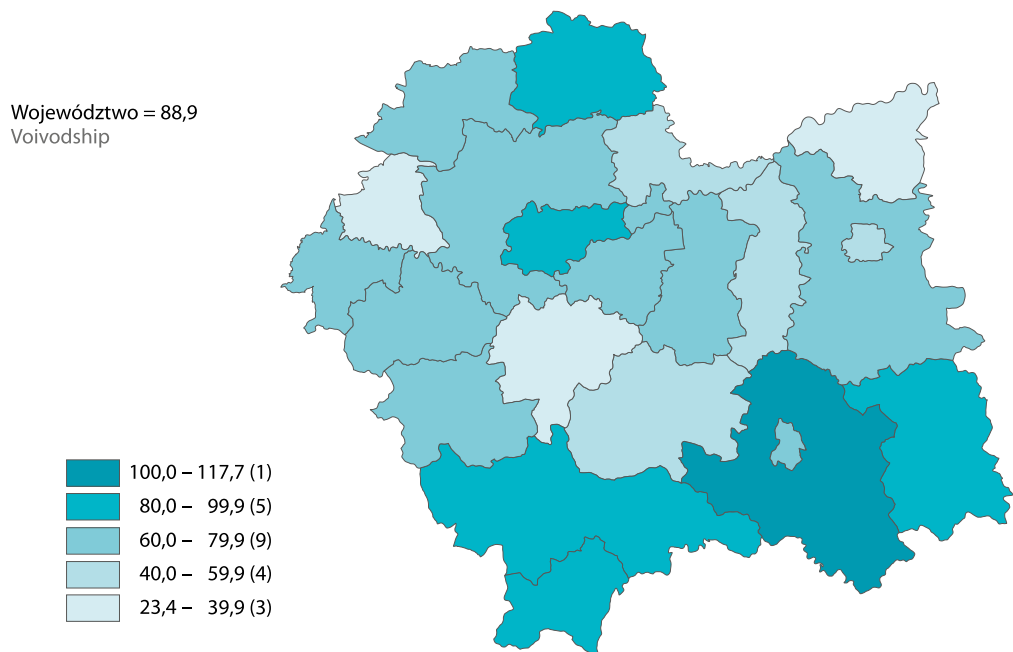 Województwo = 88,9
Voivodship
100,0 – 117,7 (1)
80,0 – 99,9 (5)
60,0 – 79,9 (9)
40,0 – 59,9 (4)
23,4 – 39,9 (3)